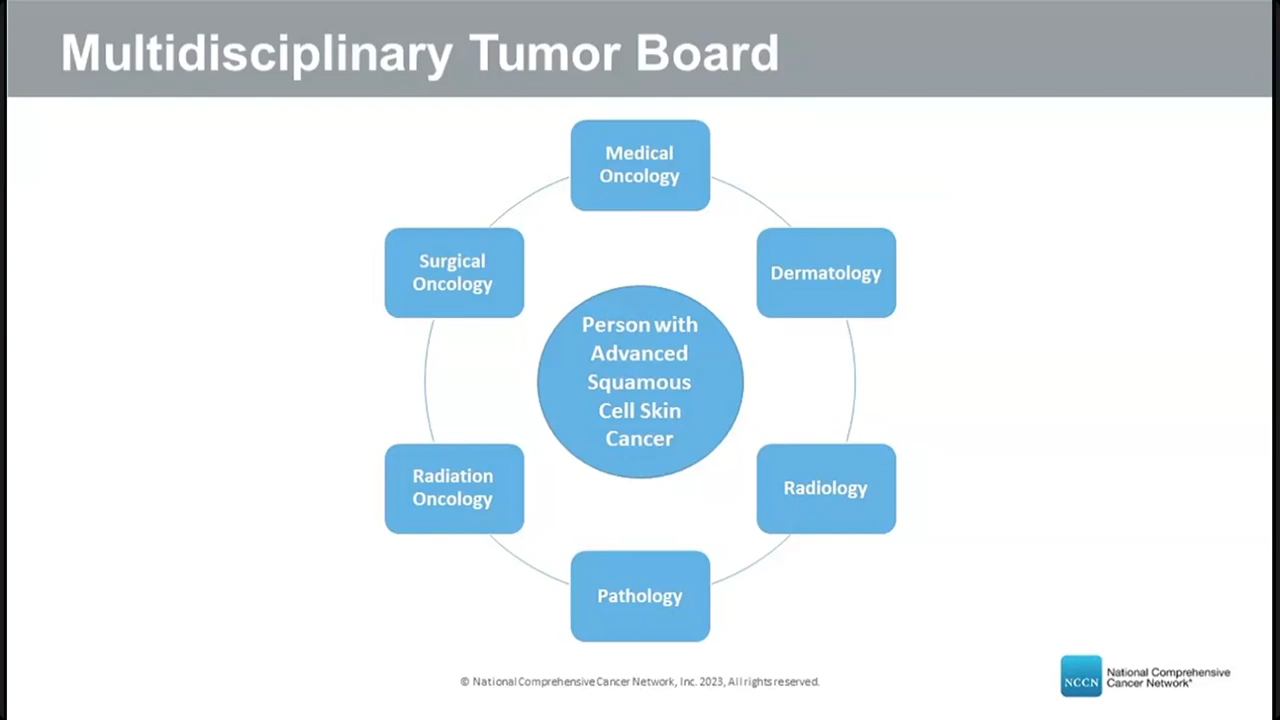 Multidisciplinary Tumor Board
Medical
Oncology
Surgical
Oncology
Dermatology
Person with
Advanced
Squamous
Cell Skin
Cancer
Radiation
Oncology
Radiology
Pathology
© National Comprehensive Cancer Network, Inc. 2023, All rights reserved.
NCCN
National Comprehensive
Cancer Network®